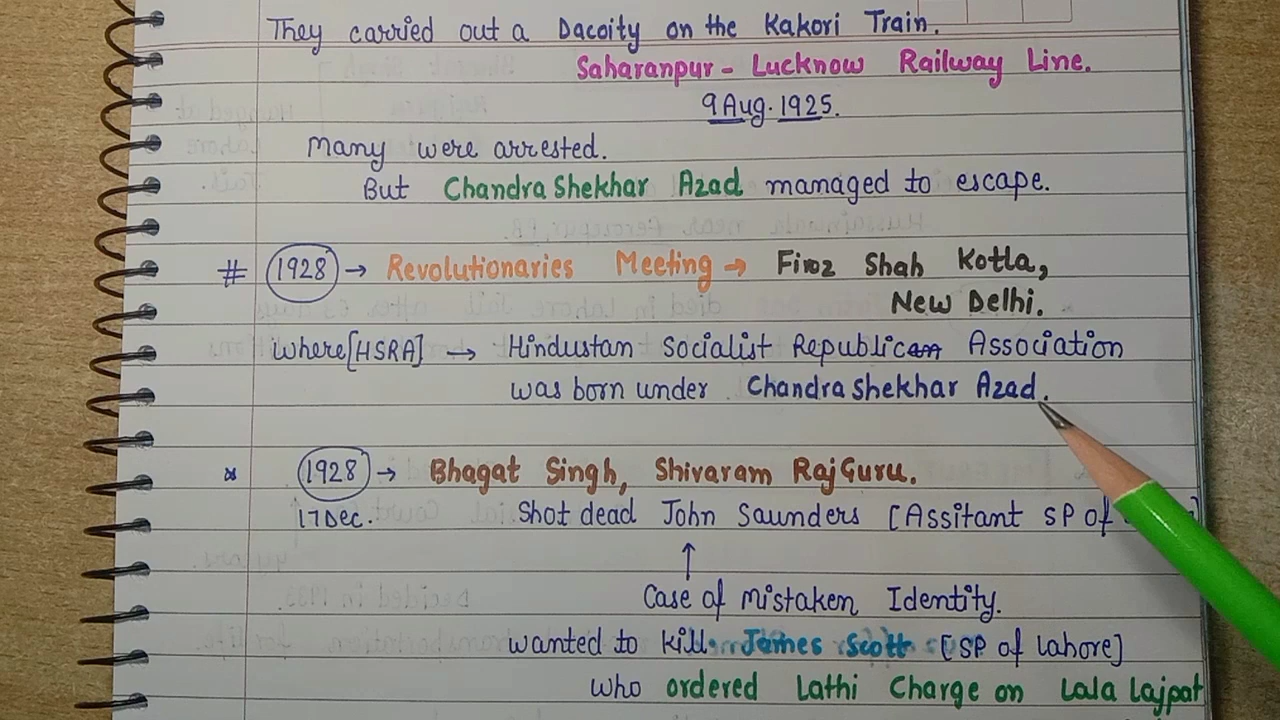 They carried out a Dacoity on the Kakori Train.
Saharanpur - Lucknow Railway Line.
9 Aug. 1925.
Many were arrested.
But Chandra Shekhar Azad managed to escape.
# 1928 → Revolutionaries Meeting → Firoz Shah Kotla,
New Delhi.
Where [HSRA] → Hindustan Socialist Republican Association
was born under Chandra Shekhar Azad.
* 1928 → Bhagat Singh, Shivaram RajGuru.
17 Dec. Shot dead John Saunders [Assitant SP of
↑
Case of mistaken Identity.
wanted to kill James Scott [SP of Lahore]
who ordered Lathi Charge on Lala Lajpat